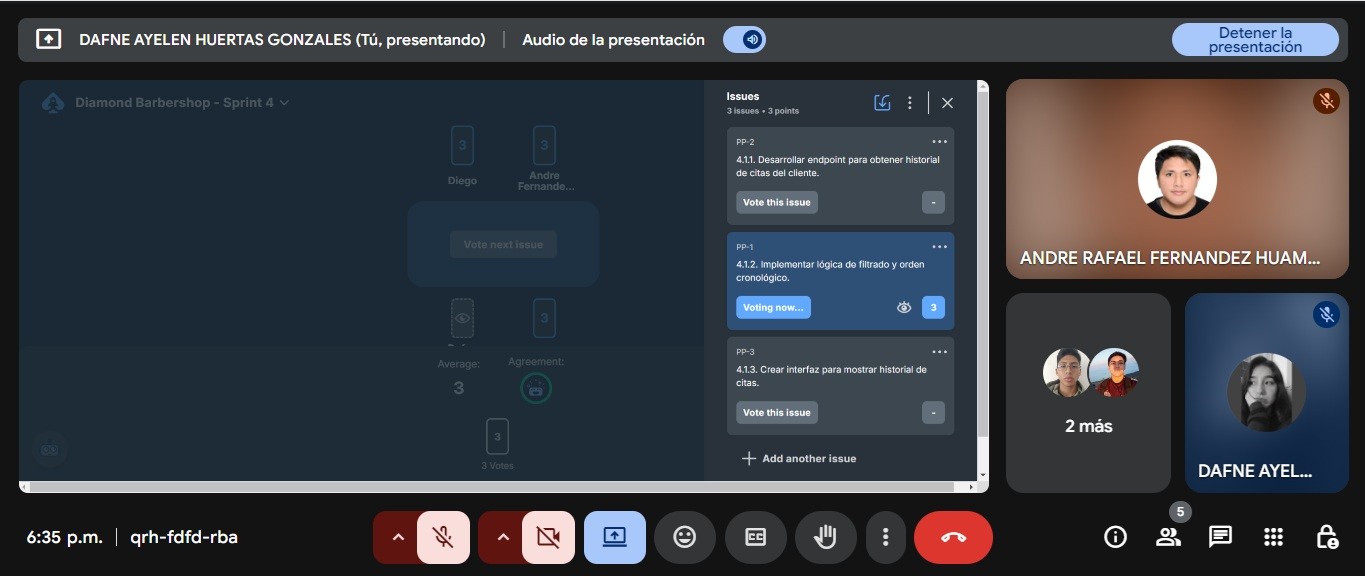 DAFNE AYELEN HUERTAS GONZALES (Tú, presentando)
Audio de la presentación
Detener la
presentación
Diamond Barbershop - Sprint 4
3
3
Diego
Andre
Fernande...
Vote next issue
3
Average:
Agreement:
3
3
3 Votes
Issues
3 issues • 3 points
PP-2
4.1.1. Desarrollar endpoint para obtener historial
de citas del cliente.
Vote this issue
-
PP-1
4.1.2. Implementar lógica de filtrado y orden
cronológico.
Voting now...
3
PP-3
4.1.3. Crear interfaz para mostrar historial de
citas.
Vote this issue
-
Add another issue
ANDRE RAFAEL FERNANDEZ HUAM...
2 más
DAFNE AYEL...
6:35 p.m.
qrh-fdfd-rba
CC
5